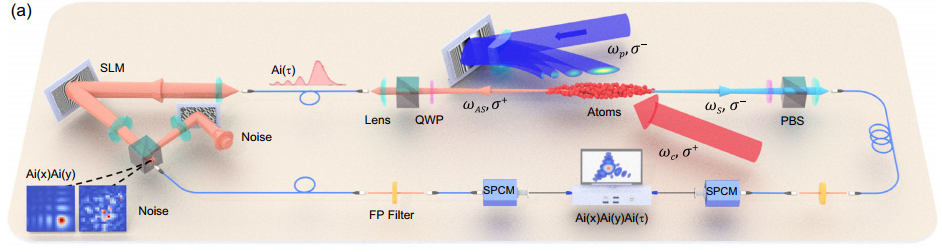 (a)
SLM
Ai(τ)
ω_p, σ⁻
Lens
QWP
ω_AS, σ⁺
Atoms
ω_S, σ⁻
PBS
Noise
ω_c, σ⁺
Ai(x)Ai(y)
Noise
FP Filter
SPCM
Ai(x)Ai(y)Ai(τ)
SPCM